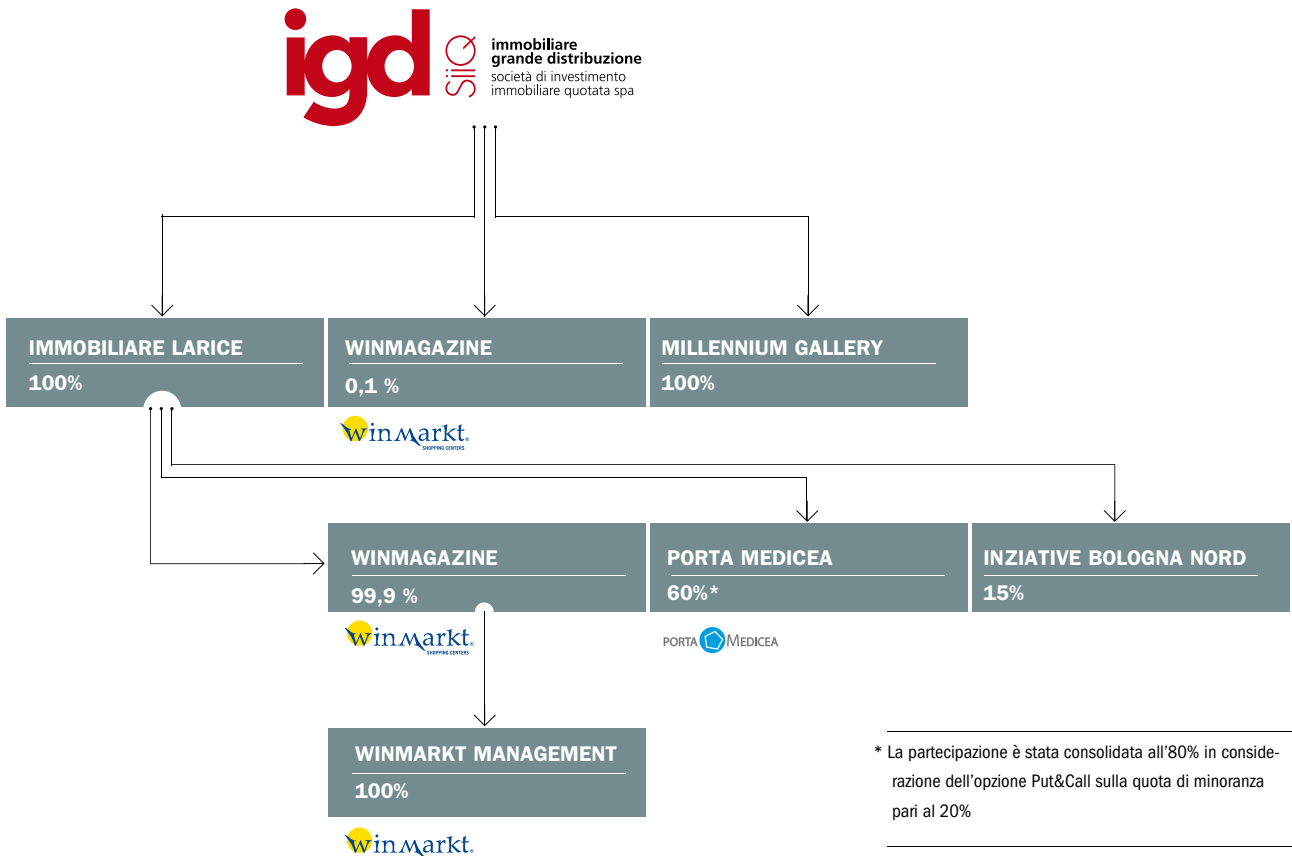 igd
SiiQ
immobiliare
grande distribuzione
società di investimento
immobiliare quotata spa
IMMOBILIARE LARICE
100%
WINMAGAZINE
0,1 %
MILLENNIUM GALLERY
100%
winmarkt.
SHOPPING CENTERS
WINMAGAZINE
99,9 %
PORTA MEDICEA
60%*
INZIATIVE BOLOGNA NORD
15%
winmarkt.
SHOPPING CENTERS
PORTA MEDICEA
WINMARKT MANAGEMENT
100%
winmarkt.
* La partecipazione è stata consolidata all'80% in conside-
razione dell'opzione Put&Call sulla quota di minoranza
pari al 20%